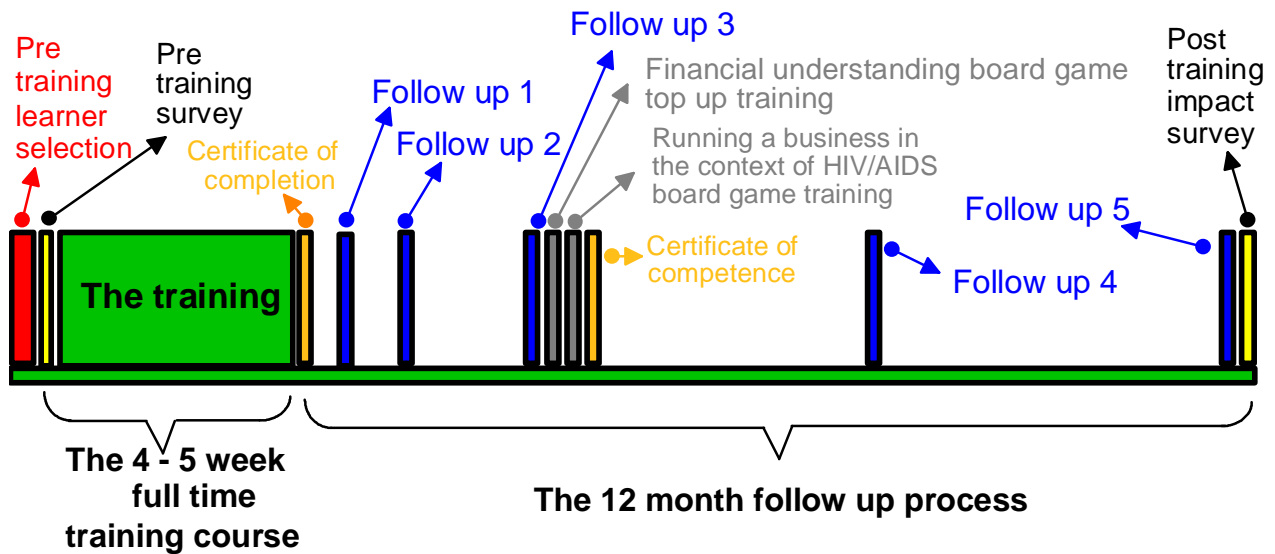 Pre
training
learner
selection
Pre
training
survey
Certificate of
completion
Follow up 1
Follow up 2
Follow up 3
Financial understanding board game
top up training
Running a business in
the context of HIV/AIDS
board game training
Certificate of
competence
Follow up 4
Follow up 5
Post
training
impact
survey
The training
The 4 - 5 week
full time
training course
The 12 month follow up process